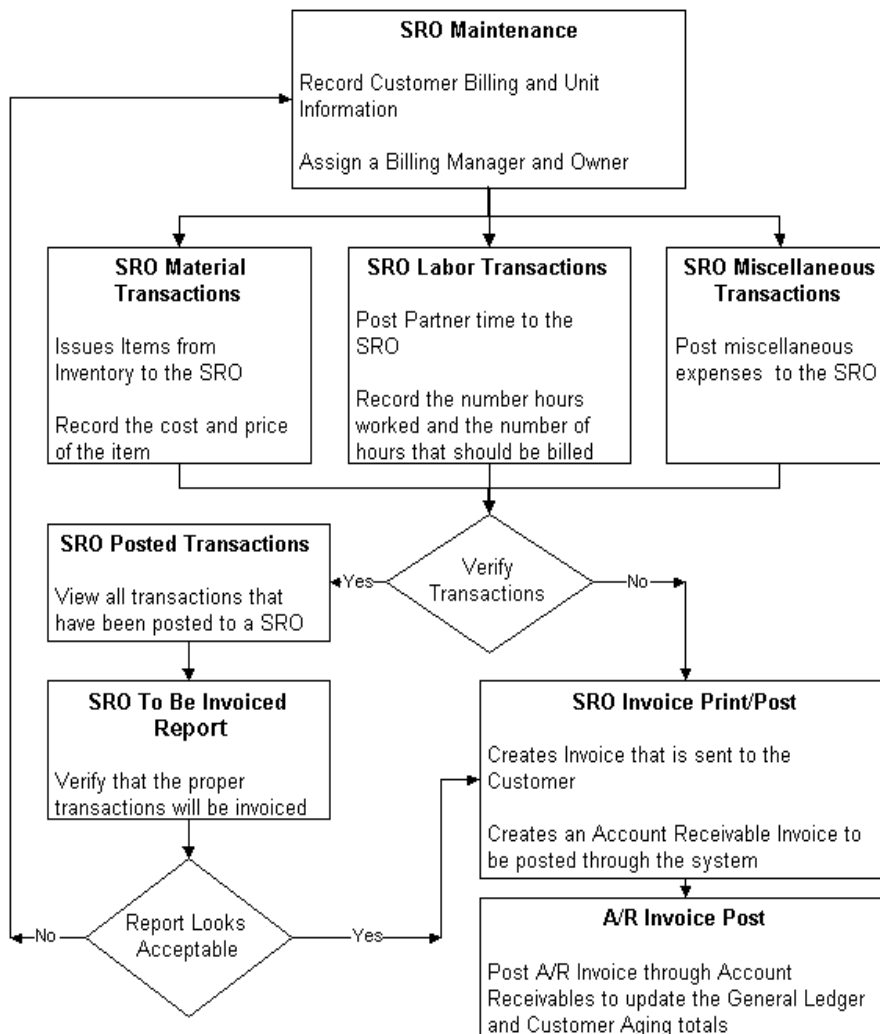 SRO Maintenance
Record Customer Billing and Unit
Information
Assign a Billing Manager and Owner
SRO Material
Transactions
Issues Items from
Inventory to the SRO
Record the cost and price
of the item
SRO Labor Transactions
Post Partner time to the
SRO
Record the number hours
worked and the number of
hours that should be billed
SRO Miscellaneous
Transactions
Post miscellaneous
expenses to the SRO
Verify
Transactions
Yes
No
SRO Posted Transactions
View all transactions that
have been posted to a SRO
SRO To Be Invoiced
Report
Verify that the proper
transactions will be invoiced
Report Looks
Acceptable
No
Yes
SRO Invoice Print/Post
Creates Invoice that is sent to the
Customer
Creates an Account Receivable Invoice to
be posted through the system
A/R Invoice Post
Post A/R Invoice through Account
Receivables to update the General Ledger
and Customer Aging totals